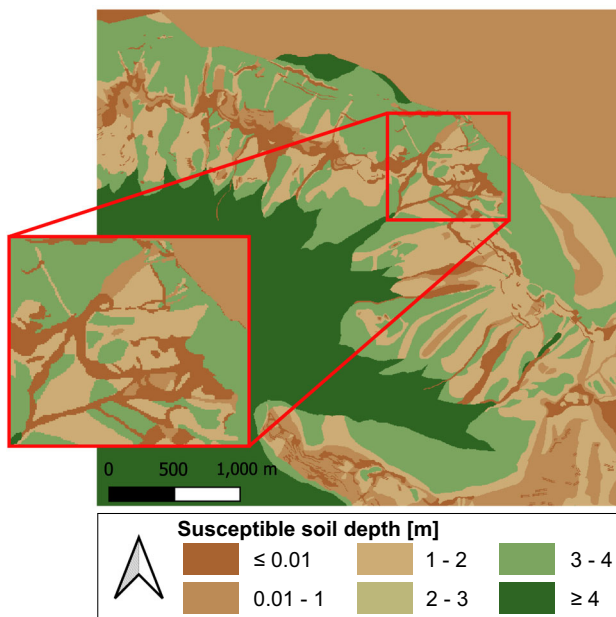 0 500 1,000 m
Susceptible soil depth [m]
≤ 0.01 1 - 2 3 - 4
0.01 - 1 2 - 3 ≥ 4